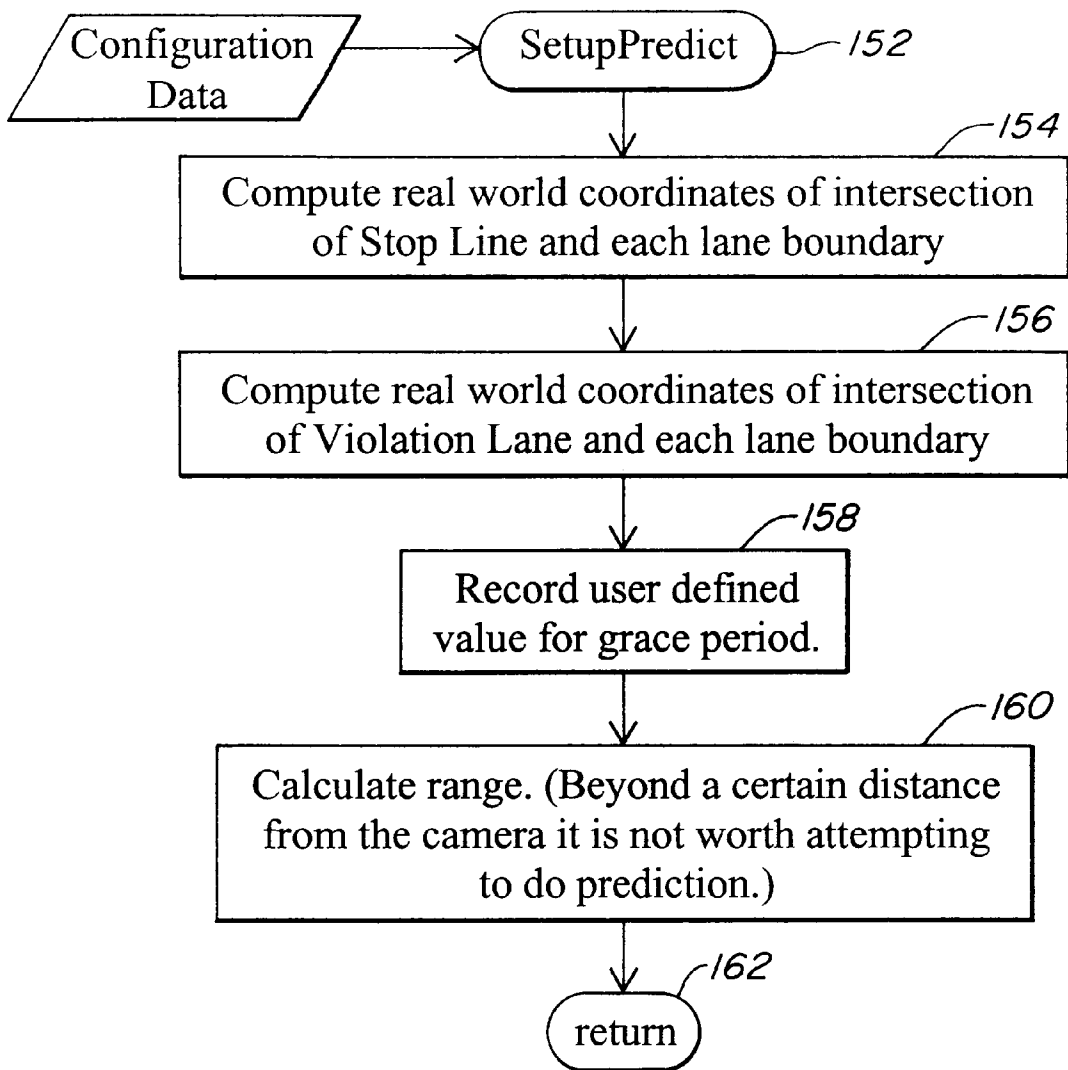 Configuration
Data
SetupPredict
152
154
Compute real world coordinates of intersection
of Stop Line and each lane boundary
156
Compute real world coordinates of intersection
of Violation Lane and each lane boundary
158
Record user defined
value for grace period.
160
Calculate range. (Beyond a certain distance
from the camera it is not worth attempting
to do prediction.)
162
return